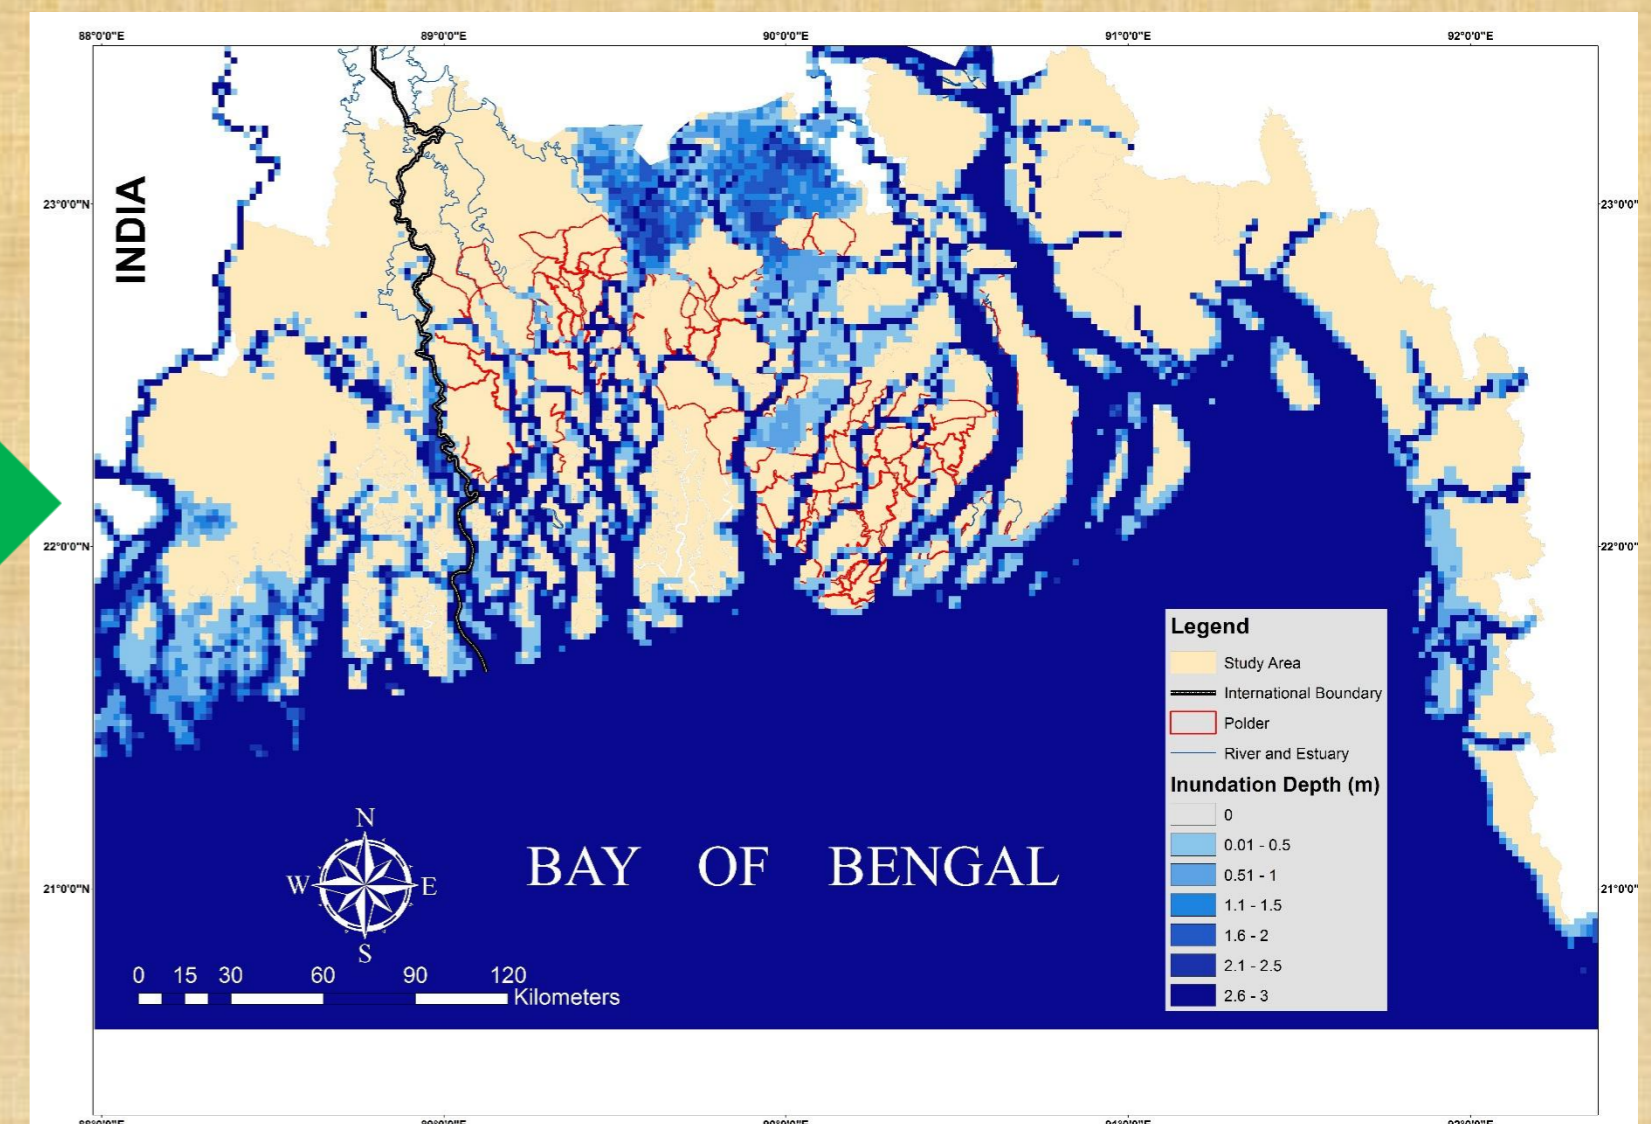 88°0'0"E 89°0'0"E 90°0'0"E 91°0'0"E 92°0'0"E
INDIA
23°0'0"N 23°0'0"
22°0'0"N 22°0'0"
21°0'0"N 21°0'0"
Legend
Study Area
International Boundary
Polder
River and Estuary
Inundation Depth (m)
0
0.01 - 0.5
0.51 - 1
1.1 - 1.5
1.6 - 2
2.1 - 2.5
2.6 - 3
N
W E
S
BAY OF BENGAL
0 15 30 60 90 120
Kilometers